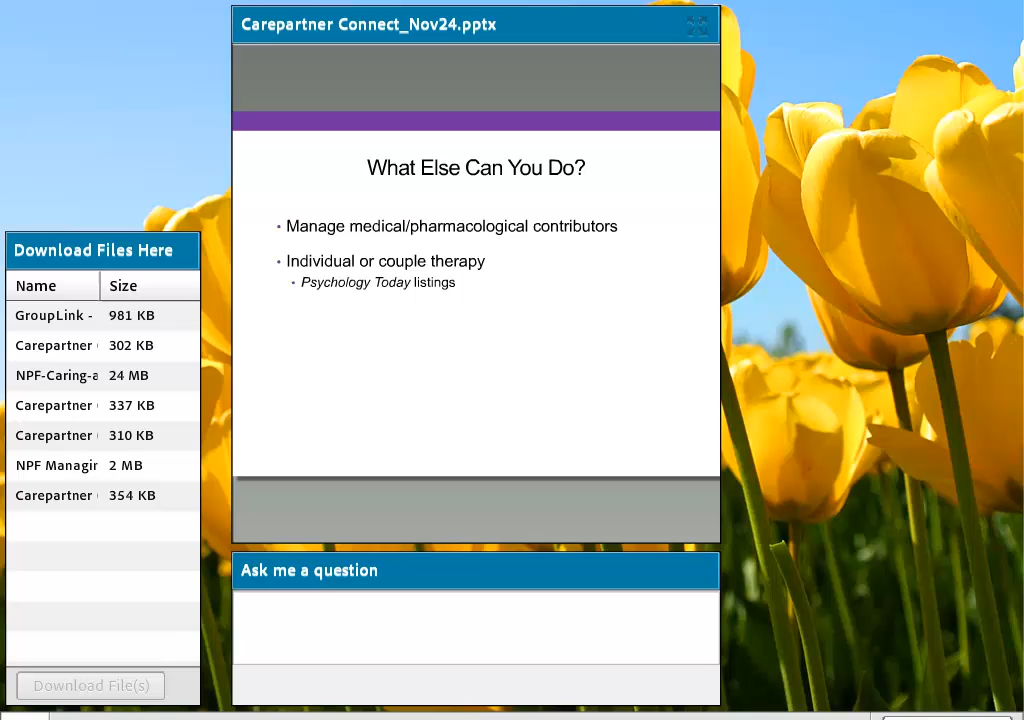 Carepartner Connect_Nov24.pptx
What Else Can You Do?
• Manage medical/pharmacological contributors
• Individual or couple therapy
• Psychology Today listings
Download Files Here
Name Size
GroupLink - 981 KB
Carepartner 302 KB
NPF-Caring-a 24 MB
Carepartner 337 KB
Carepartner 310 KB
NPF Managin 2 MB
Carepartner 354 KB
Download File(s)
Ask me a question